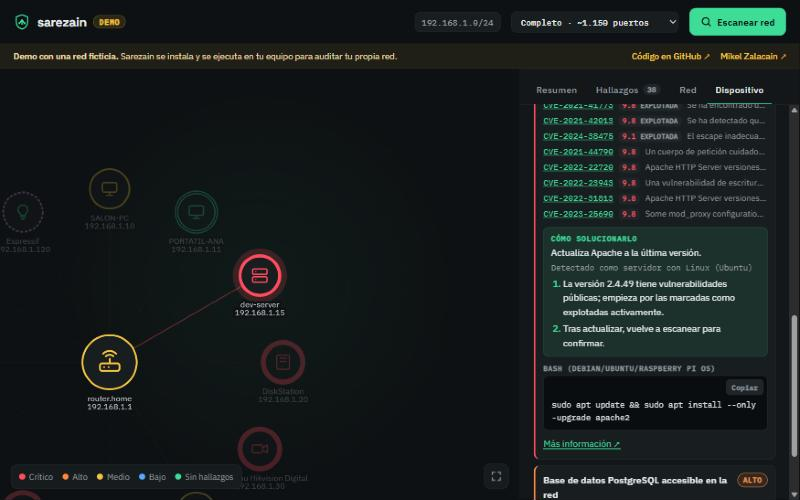 sarezain DEMO
192.168.1.0/24
Completo · ~1.150 puertos
Escanear red
Demo con una red ficticia. Sarezain se instala y se ejecuta en tu equipo para auditar tu propia red.
Código en GitHub ↗
Mikel Zalacain ↗
SALON-PC
192.168.1.10
PORTATIL-ANA
192.168.1.11
Espressif
92.168.1.120
dev-server
192.168.1.15
router.home
192.168.1.1
DiskStation
192.168.1.20
Hikvision Digital
Crítico
Alto
Medio
Bajo
Sin hallazgos
Resumen
Hallazgos 38
Red
Dispositivo
CVE-2021-41773 9.8 EXPLOTADA Se ha encontrado u...
CVE-2021-42013 9.8 EXPLOTADA Se ha detectado qu...
CVE-2024-38475 9.1 EXPLOTADA El escape inadecua...
CVE-2021-44790 9.8 Un cuerpo de petición cuidado...
CVE-2022-22720 9.8 Apache HTTP Server versiones...
CVE-2022-23943 9.8 Una vulnerabilidad de escritur...
CVE-2022-31813 9.8 Apache HTTP Server versiones...
CVE-2023-25690 9.8 Some mod_proxy configuratio...
CÓMO SOLUCIONARLO
Actualiza Apache a la última versión.
Detectado como servidor con Linux (Ubuntu)
1. La versión 2.4.49 tiene vulnerabilidades
públicas; empieza por las marcadas como
explotadas activamente.
2. Tras actualizar, vuelve a escanear para
confirmar.
BASH (DEBIAN/UBUNTU/RASPBERRY PI OS)
Copiar
sudo apt update && sudo apt install --only
-upgrade apache2
Más información ↗
Base de datos PostgreSQL accesible en la
red
ALTO